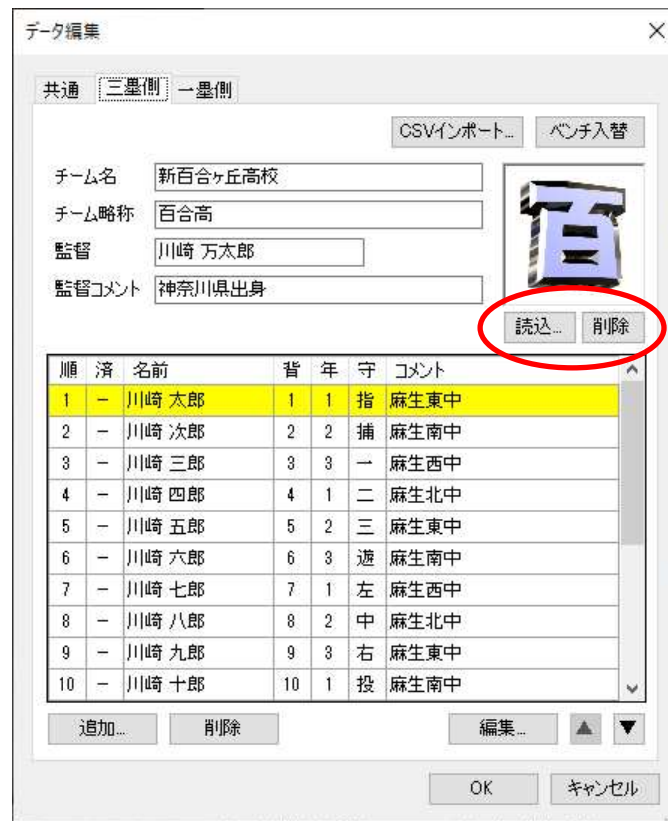 データ編集
共通 三塁側 一塁側
CSVインポート... ベンチ入替
チーム名 新百合ヶ丘高校
チーム略称 百合高
監督 川崎 万太郎
監督コメント 神奈川県出身
百
読込... 削除
順 済 名前 背 年 守 コメント
1 － 川崎 太郎 1 1 指 麻生東中
2 － 川崎 次郎 2 2 捕 麻生南中
3 － 川崎 三郎 3 3 一 麻生西中
4 － 川崎 四郎 4 1 二 麻生北中
5 － 川崎 五郎 5 2 三 麻生東中
6 － 川崎 六郎 6 3 遊 麻生南中
7 － 川崎 七郎 7 1 左 麻生西中
8 － 川崎 八郎 8 2 中 麻生北中
9 － 川崎 九郎 9 3 右 麻生東中
10 － 川崎 十郎 10 1 投 麻生南中
追加... 削除 編集... ▲ ▼
OK キャンセル